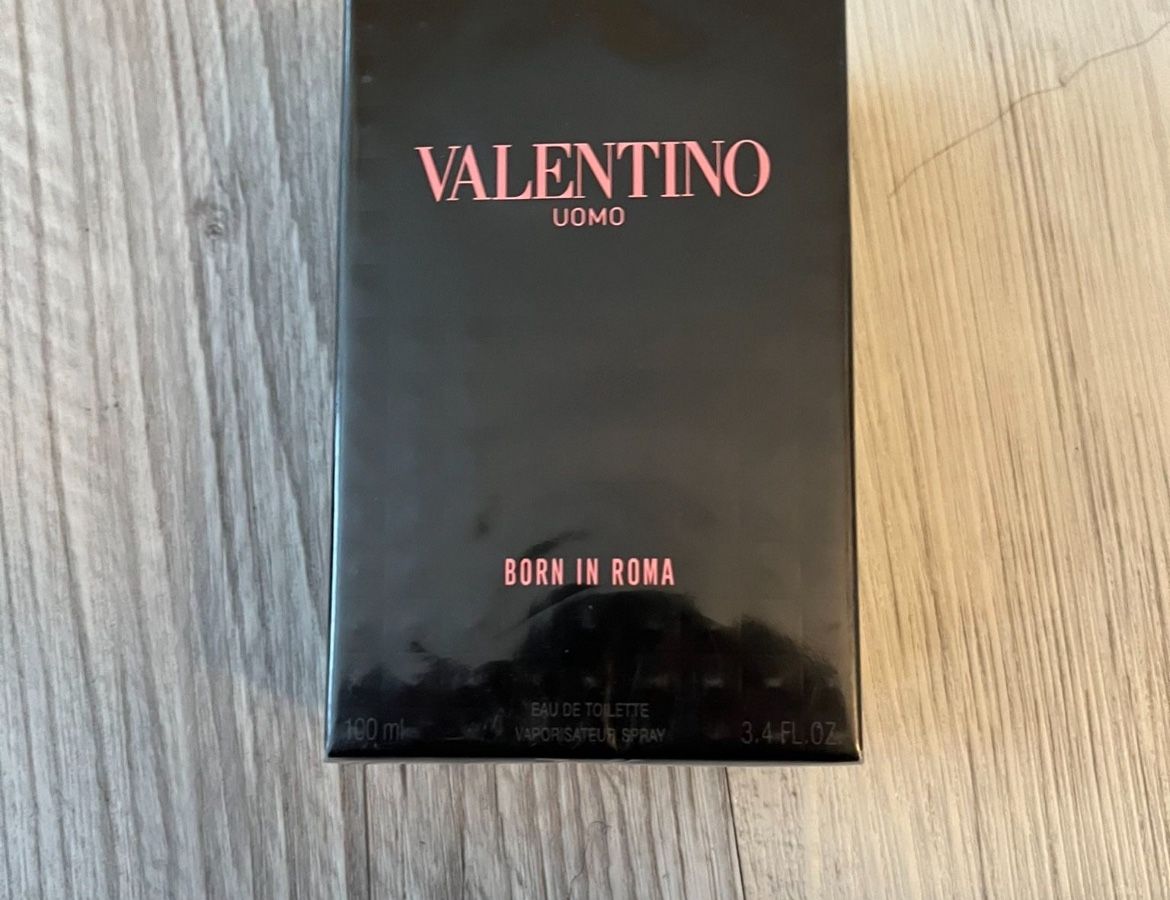 VALENTINO
UOMO
BORN IN ROMA
EAU DE TOILETTE
100 ml VAPORISATEUR SPRAY 3.4 FL.OZ.